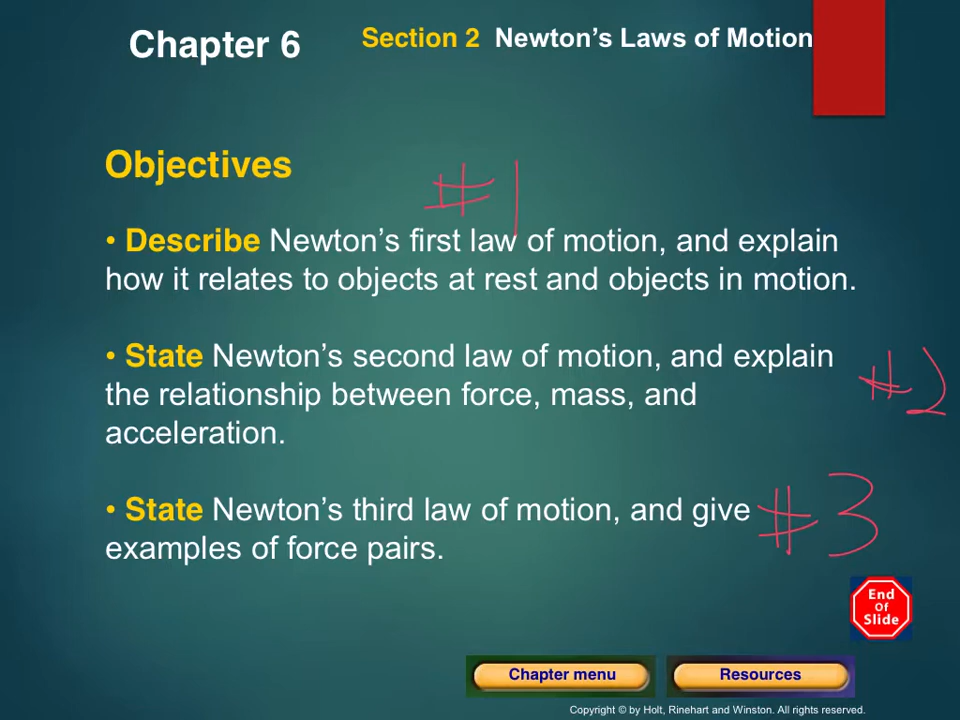 Chapter 6
Section 2 Newton's Laws of Motion
Objectives
#1
• Describe Newton's first law of motion, and explain
how it relates to objects at rest and objects in motion.
• State Newton's second law of motion, and explain
the relationship between force, mass, and
acceleration.
#2
• State Newton's third law of motion, and give
examples of force pairs.
#3
End
Of
Slide
Chapter menu
Resources
Copyright © by Holt, Rinehart and Winston. All rights reserved.